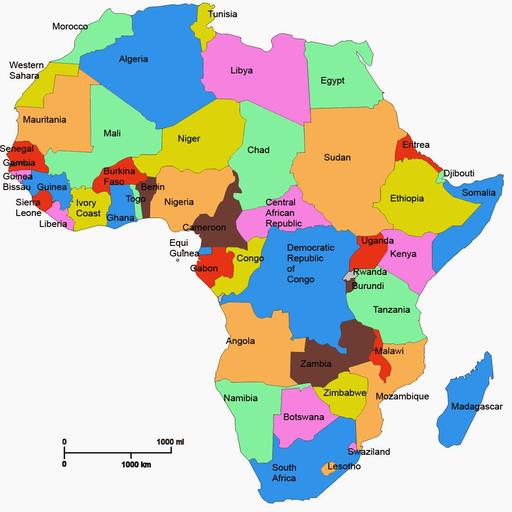 Tunisia
Morocco
Algeria
Libya
Egypt
Western
Sahara
Mauritania
Mali
Niger
Chad
Sudan
Eritrea
Senegal
Gambia
Guinea
Bissau
Guinea
Burkina
Faso
Benin
Togo
Nigeria
Djibouti
Somalia
Ethiopia
Sierra
Leone
Ivory
Coast
Ghana
Liberia
Cameroon
Central
African
Republic
Equi
Guinea
Gabon
Congo
Democratic
Republic
of
Congo
Uganda
Kenya
Rwanda
Burundi
Tanzania
Angola
Zambia
Malawi
Mozambique
Namibia
Zimbabwe
Botswana
Madagascar
Swaziland
Lesotho
South
Africa
0 1000 mi
0 1000 km